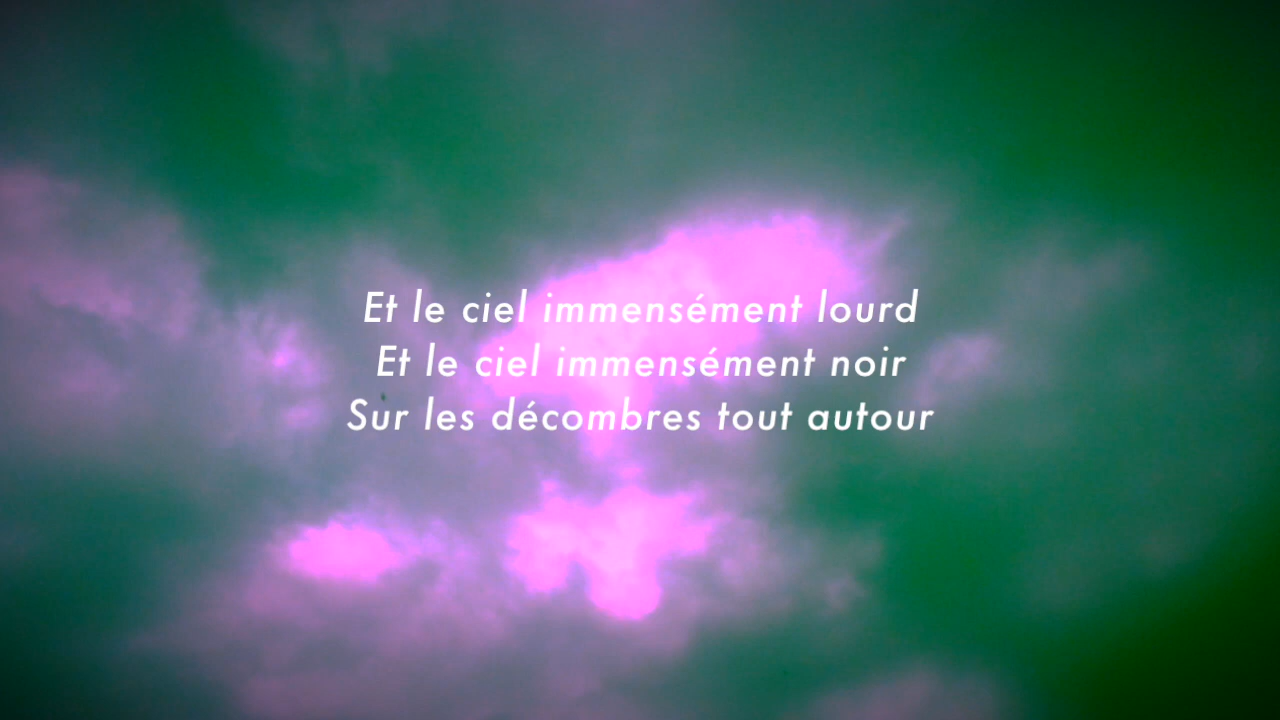 Et le ciel immensément lourd
Et le ciel immensément noir
Sur les décombres tout autour